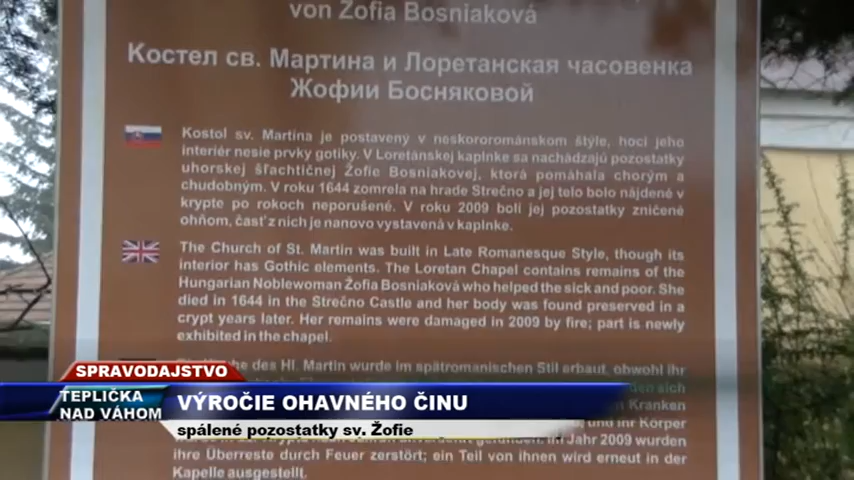 von Žofia Bosniaková
Костел св. Мартина и Лоретанская часовенка
Жофии Босняковой
Kostol sv. Martina je postavený v neskororománskom štýle, hoci jeho
interiér nesie prvky gotiky. V Loretánskej kaplnke sa nachádzajú pozostatky
uhorskej šľachtičnej Žofie Bosniakovej, ktorá pomáhala chorým a
chudobným. V roku 1644 zomrela na hrade Strečno a jej telo bolo nájdené v
krypte po rokoch neporušené. V roku 2009 boli jej pozostatky zničené
ohňom, časť z nich je nanovo vystavená v kaplnke.
The Church of St. Martin was built in Late Romanesque Style, though its
interior has Gothic elements. The Loretan Chapel contains remains of the
Hungarian Noblewoman Žofia Bosniaková who helped the sick and poor. She
died in 1644 in the Strečno Castle and her body was found preserved in a
crypt years later. Her remains were damaged in 2009 by fire; part is newly
exhibited in the chapel.
des Hl. Martin wurde im spätromanischen Stil erbaut, obwohl ihr
SPRAVODAJSTVO
TEPLIČKA
NAD VÁHOM
VÝROČIE OHAVNÉHO ČINU
spálené pozostatky sv. Žofie
den sich
Kranken
und ihr Körper
Im Jahr 2009 wurden
ihre Überreste durch Feuer zerstört; ein Teil von ihnen wird erneut in der
Kapelle ausgestellt.